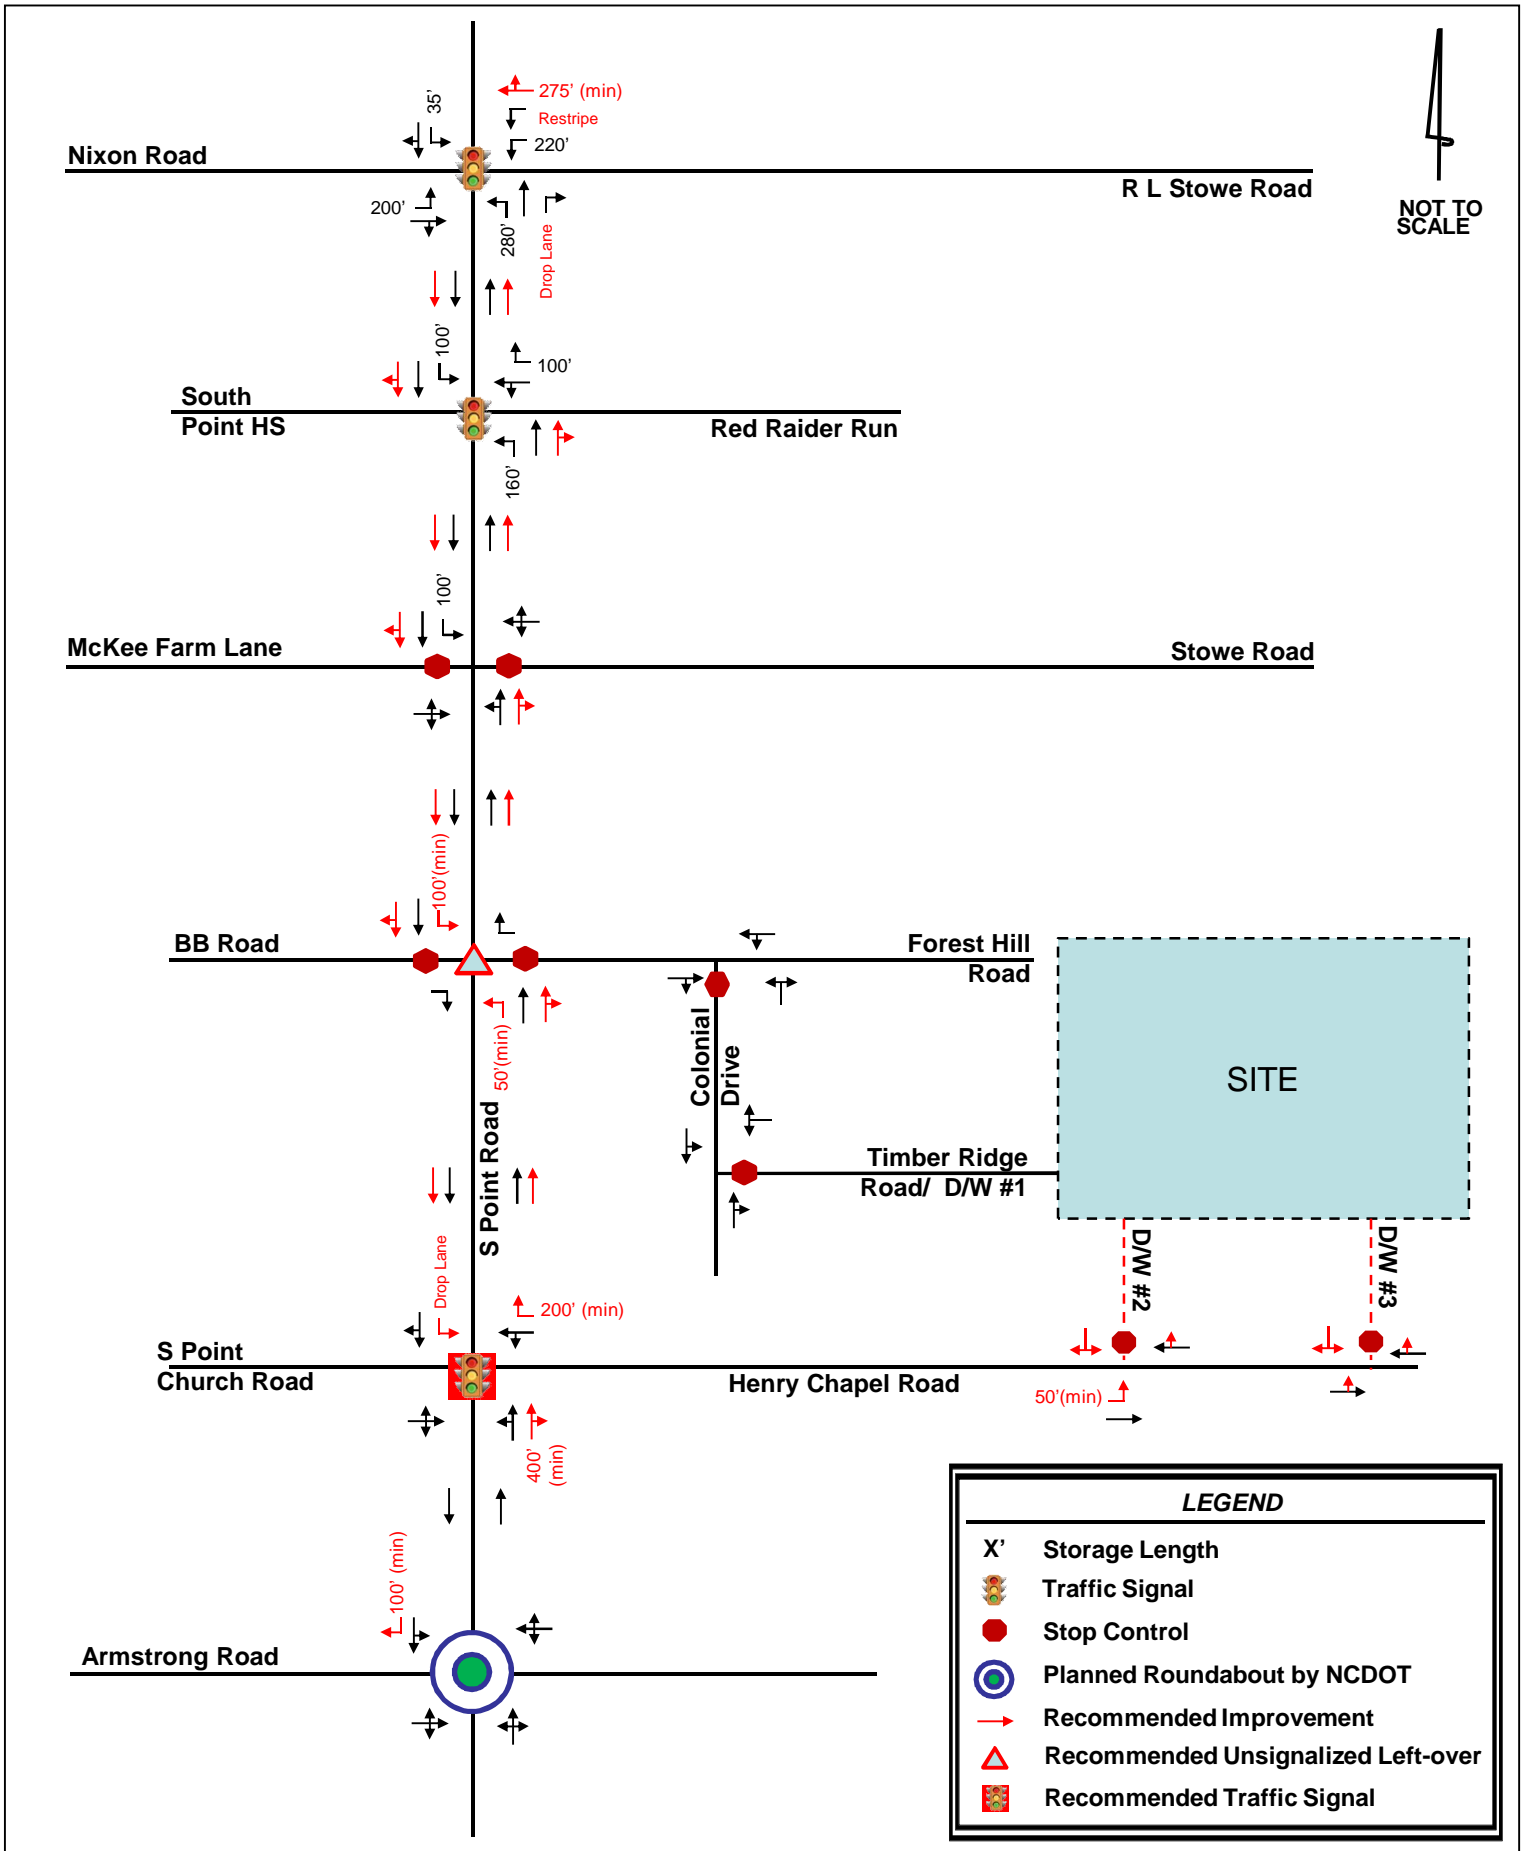 275' (min)
Restripe
35'
220'
Nixon Road
R L Stowe Road
NOT TO
SCALE
200'
280'
Drop Lane
100'
100'
South
Point HS
Red Raider Run
160'
100'
McKee Farm Lane
Stowe Road
100'(min)
BB Road
Forest Hill
Road
50'(min)
Colonial
Drive
SITE
S Point Road
Timber Ridge
Road/ D/W #1
D/W #2
D/W #3
Drop Lane
200' (min)
S Point
Church Road
Henry Chapel Road
50'(min)
400'
(min)
100' (min)
Armstrong Road
LEGEND
X' Storage Length
Traffic Signal
Stop Control
Planned Roundabout by NCDOT
Recommended Improvement
Recommended Unsignalized Left-over
Recommended Traffic Signal